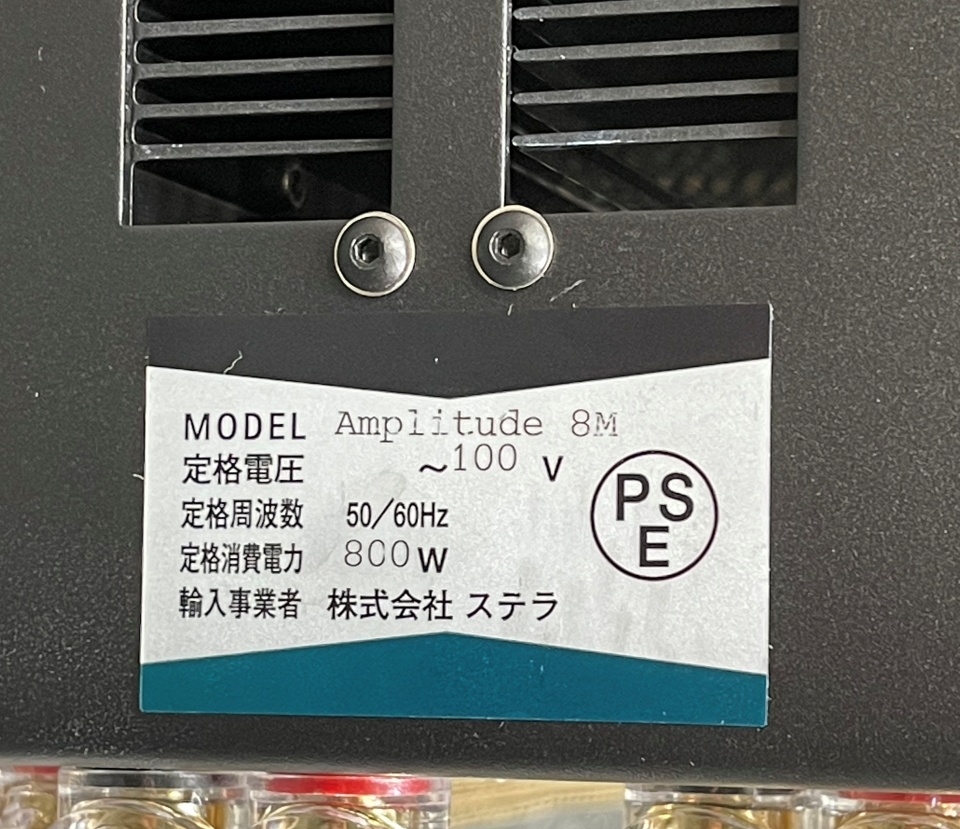 MODEL Amplitude 8M
定格電圧 ~100 V
定格周波数 50/60Hz
定格消費電力 800W
輸入事業者 株式会社 ステラ
PS
E